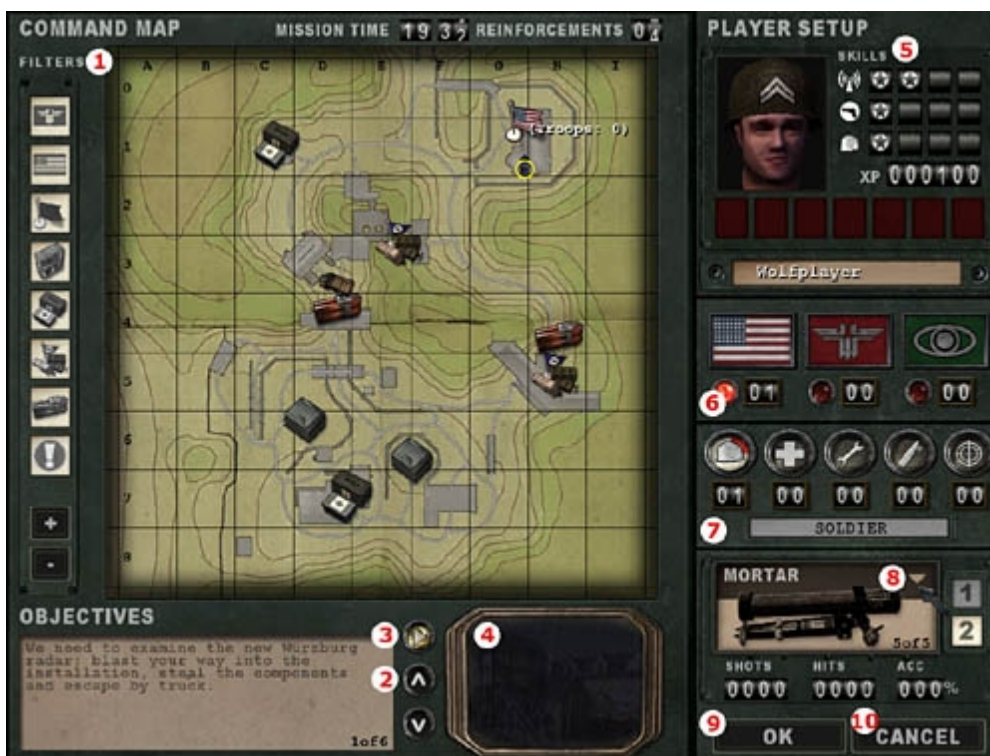 COMMAND MAP
MISSION TIME
REINFORCEMENTS
FILTERS 1
A B C D E F G H I
0
1
2
3
4
5
6
7
8
(troops: 0)
+
-
OBJECTIVES
We need to examine the new Wurzburg
radar; blast your way into the
installation, steal the components
and escape by truck.
1of6
3
2
4
PLAYER SETUP
SKILLS 5
XP 000100
Wolfplayer
6
01 00 00
01 00 00 00 00
7 SOLDIER
MORTAR 8
5of5
1
2
SHOTS HITS ACC
0000 0000 000%
9 OK
10 CANCEL